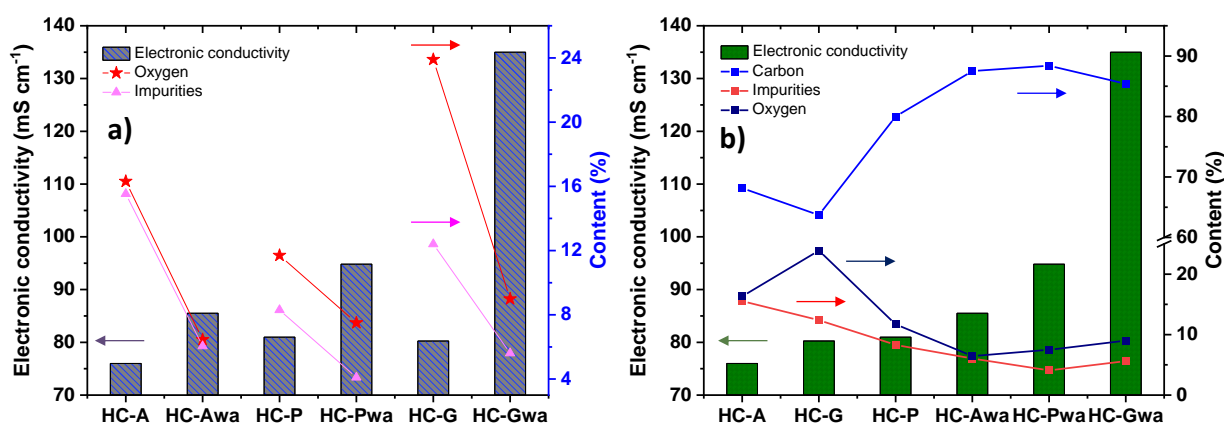 140
130
120
110
100
90
80
70
Electronic conductivity (mS cm⁻¹)
Electronic conductivity
Oxygen
Impurities
a)
24
20
16
12
8
4
Content (%)
HC-A HC-Awa HC-P HC-Pwa HC-G HC-Gwa
140
130
120
110
100
90
80
70
Electronic conductivity (mS cm⁻¹)
Electronic conductivity
Carbon
Impurities
Oxygen
b)
90
80
70
60
20
10
0
Content (%)
HC-A HC-G HC-P HC-Awa HC-Pwa HC-Gwa